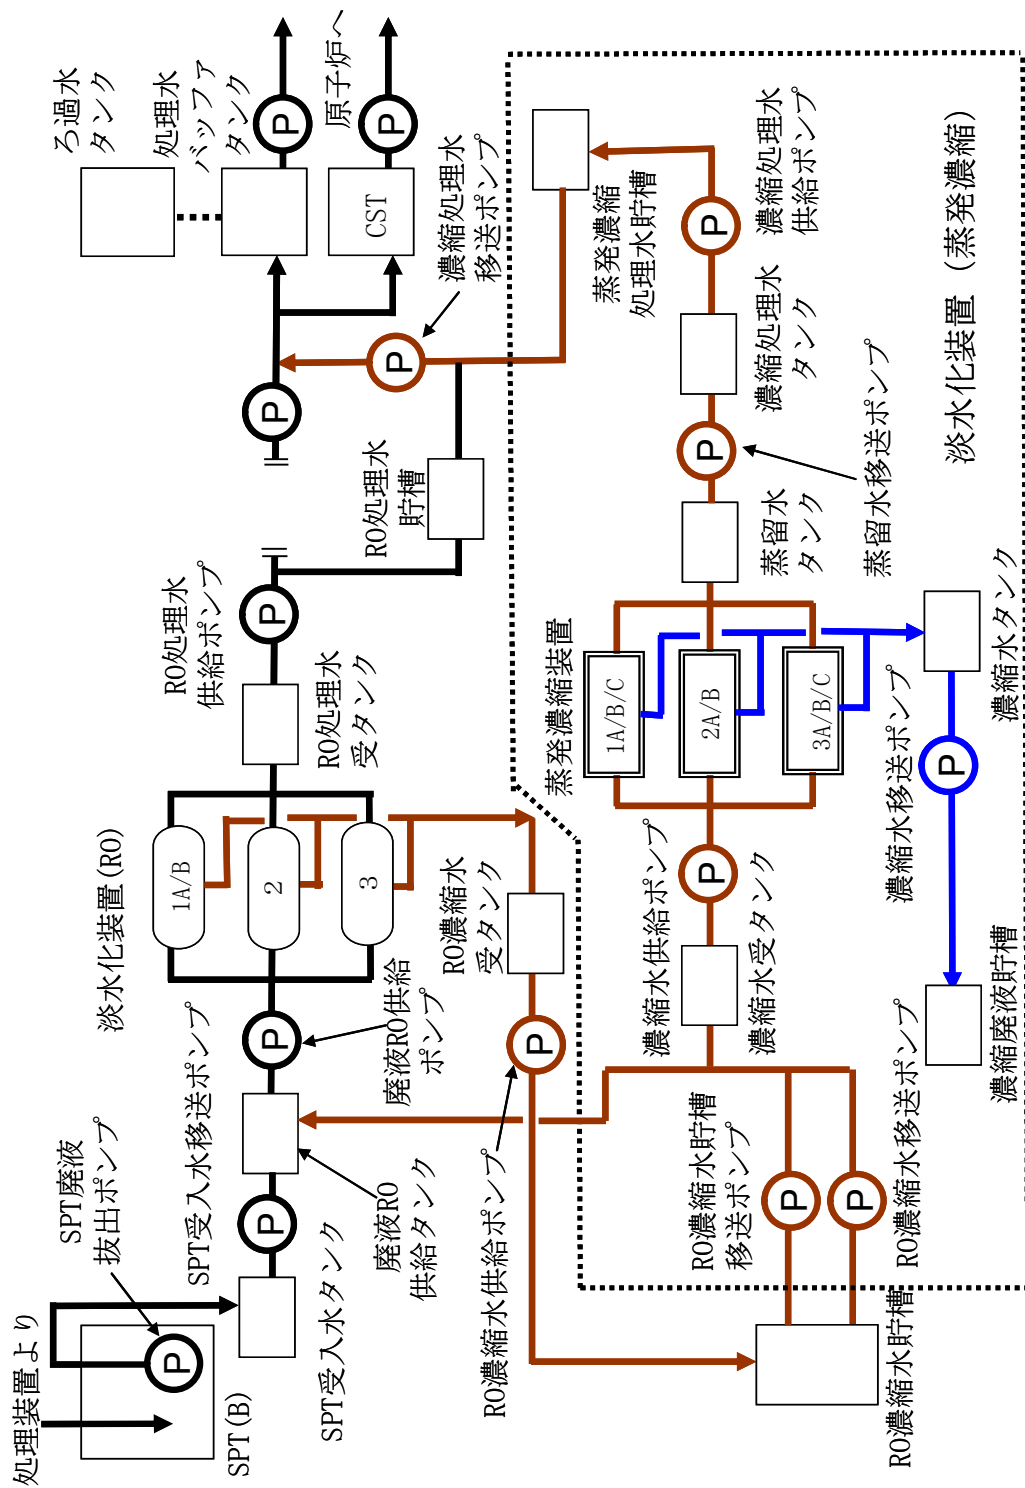 処理装置より
SPT(B)
SPT廃液
抜出ポンプ
P
SPT受入水タンク
SPT受入水移送ポンプ
P
廃液RO
供給タンク
廃液RO供給
ポンプ
P
淡水化装置(RO)
1A/B
2
3
RO処理水
受タンク
RO処理水
供給ポンプ
P
RO処理水
貯槽
P
ろ過水
タンク
処理水
バッファ
タンク
P
CST
P
原子炉へ
濃縮処理水
移送ポンプ
P
RO濃縮水
受タンク
RO濃縮水供給ポンプ
P
RO濃縮水貯槽
RO濃縮水貯槽
移送ポンプ
P
RO濃縮水移送ポンプ
P
濃縮水受タンク
濃縮水供給ポンプ
P
蒸発濃縮装置
1A/B/C
2A/B
3A/B/C
蒸留水
タンク
蒸留水移送ポンプ
P
濃縮処理水
タンク
濃縮処理水
供給ポンプ
P
蒸発濃縮
処理水貯槽
濃縮水タンク
濃縮水移送ポンプ
P
濃縮廃液貯槽
淡水化装置（蒸発濃縮）